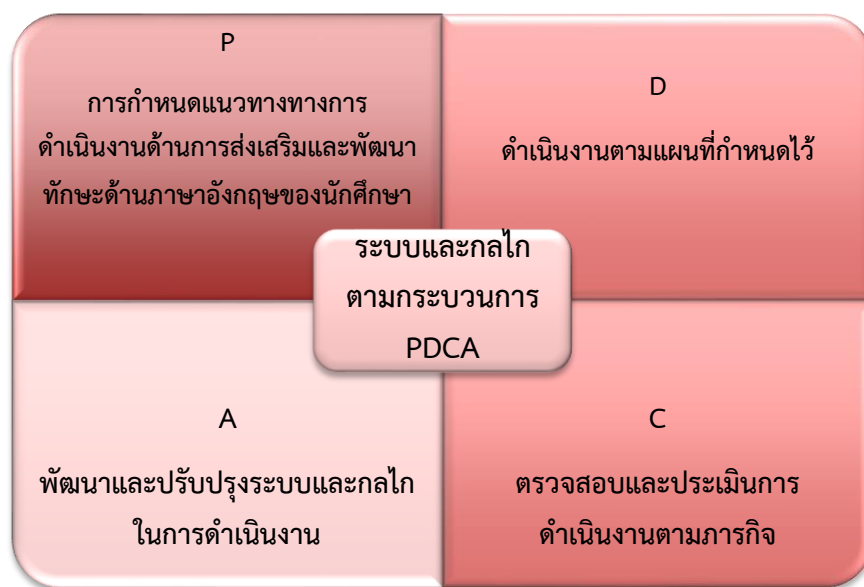 P
การกำหนดแนวทางทางการ
ดำเนินงานด้านการส่งเสริมและพัฒนา
ทักษะด้านภาษาอังกฤษของนักศึกษา
D
ดำเนินงานตามแผนที่กำหนดไว้
ระบบและกลไก
ตามกระบวนการ
PDCA
A
พัฒนาและปรับปรุงระบบและกลไก
ในการดำเนินงาน
C
ตรวจสอบและประเมินการ
ดำเนินงานตามภารกิจ